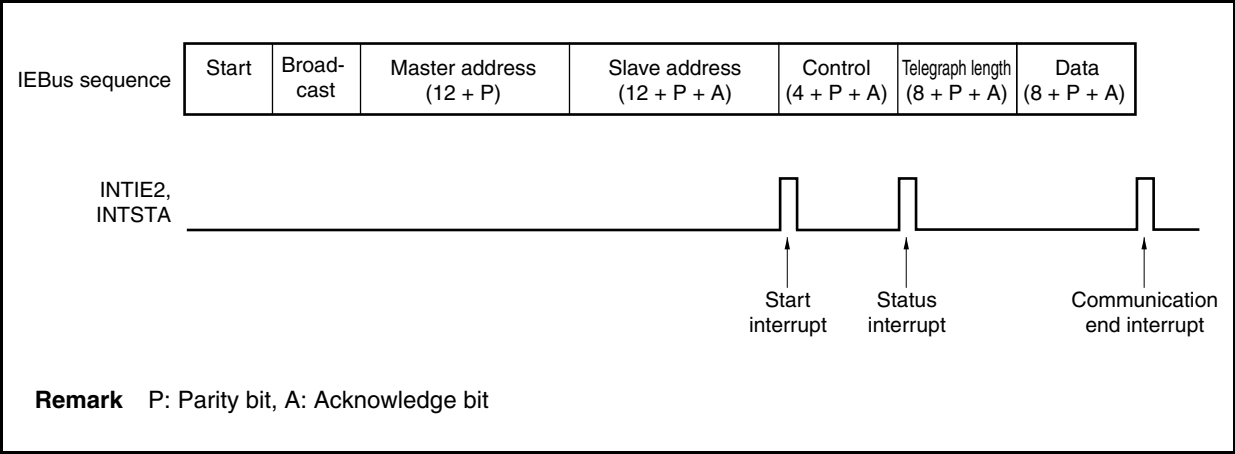 IEBus sequence
Start
Broad-
cast
Master address
(12 + P)
Slave address
(12 + P + A)
Control
(4 + P + A)
Telegraph length
(8 + P + A)
Data
(8 + P + A)
INTIE2,
INTSTA
Start
interrupt
Status
interrupt
Communication
end interrupt
Remark P: Parity bit, A: Acknowledge bit